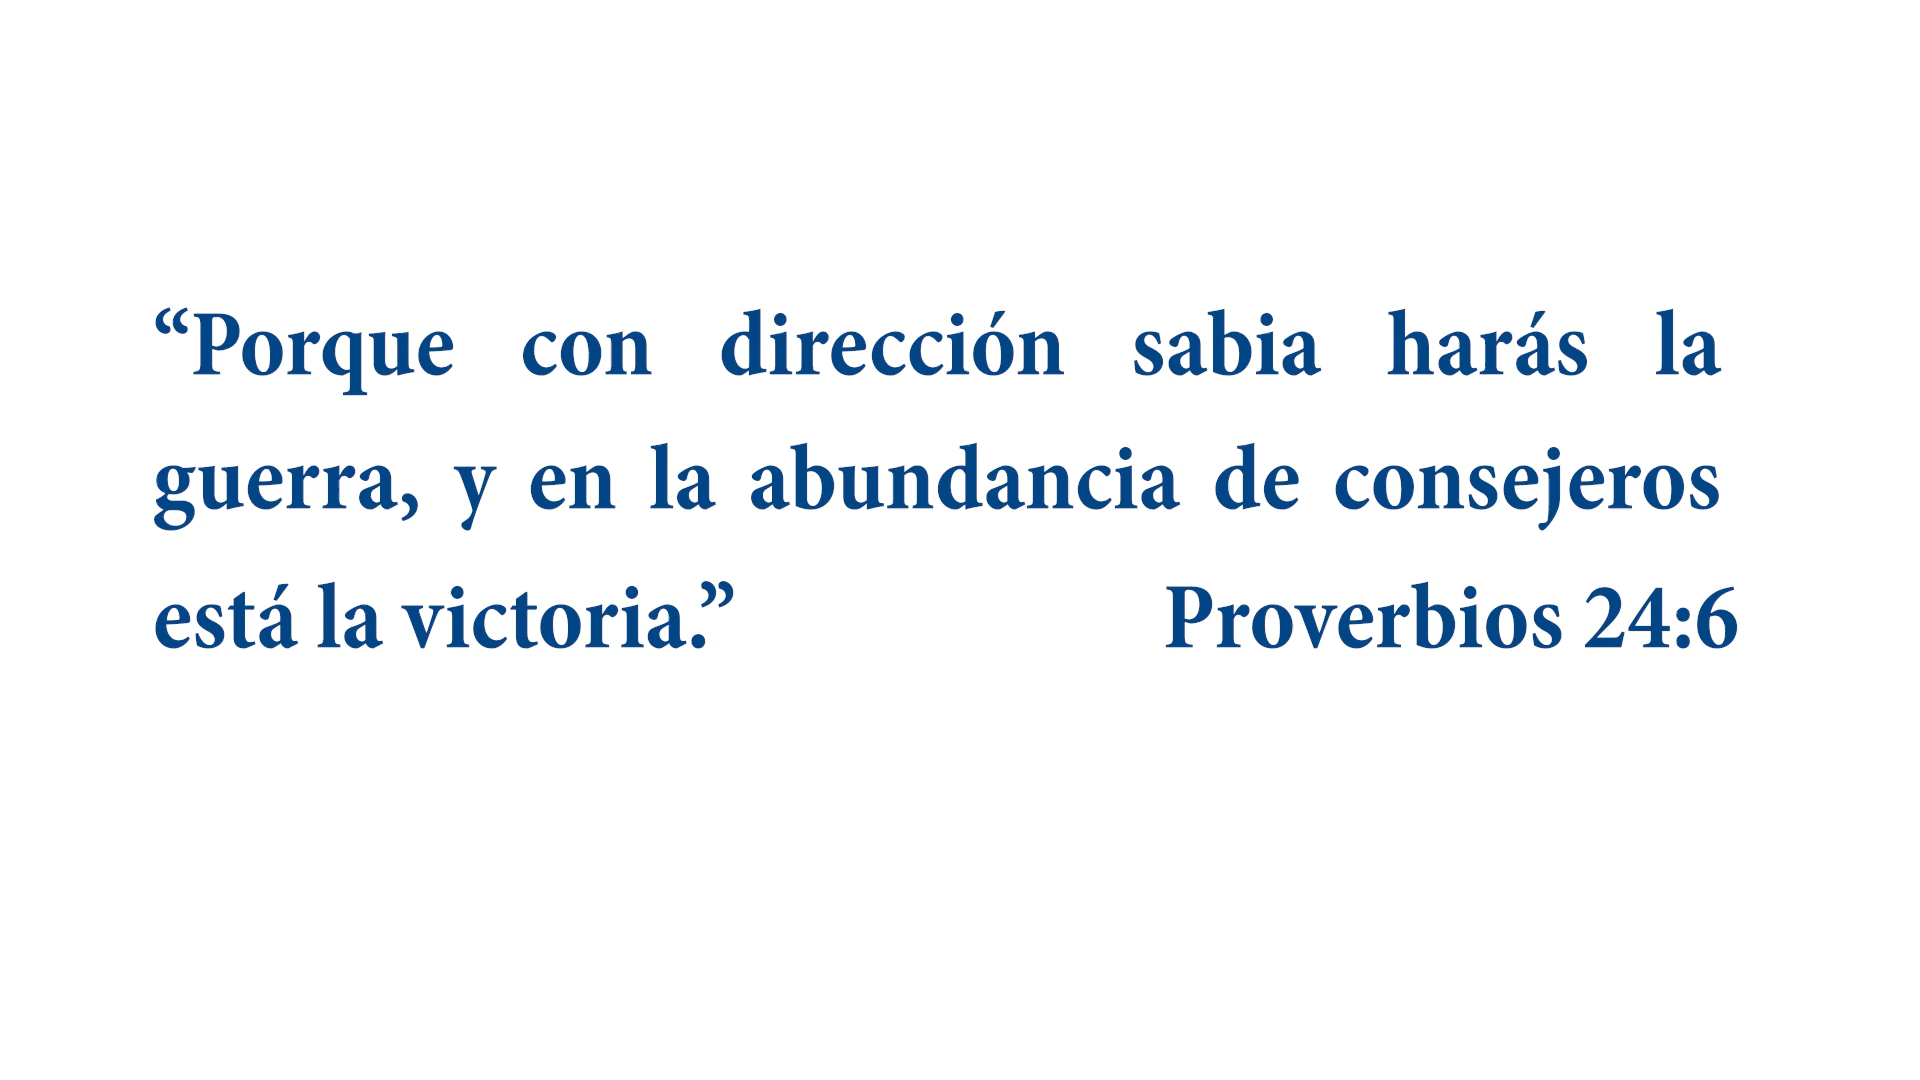 “Porque con dirección sabia harás la
guerra, y en la abundancia de consejeros
está la victoria.” Proverbios 24:6